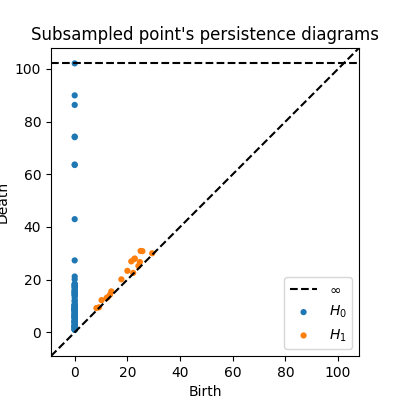 Subsampled point's persistence diagrams
100
80
60
40
20
0
Death
∞
H₀
H₁
0 20 40 60 80 100
Birth